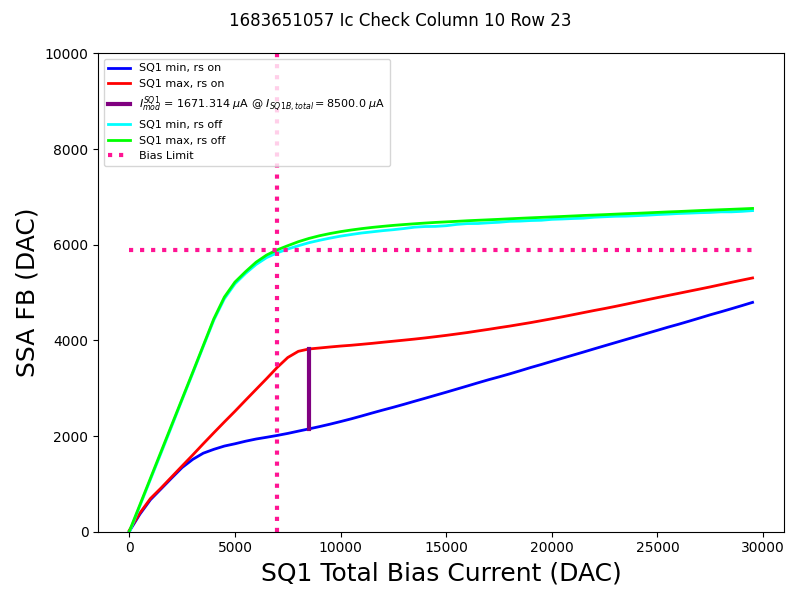 1683651057 Ic Check Column 10 Row 23
10000
8000
6000
4000
2000
0
SSA FB (DAC)
SQ1 min, rs on
SQ1 max, rs on
I_{mod}^{SQ1} = 1671.314 μA @ I_{SQ1B,total} = 8500.0 μA
SQ1 min, rs off
SQ1 max, rs off
Bias Limit
0 5000 10000 15000 20000 25000 30000
SQ1 Total Bias Current (DAC)